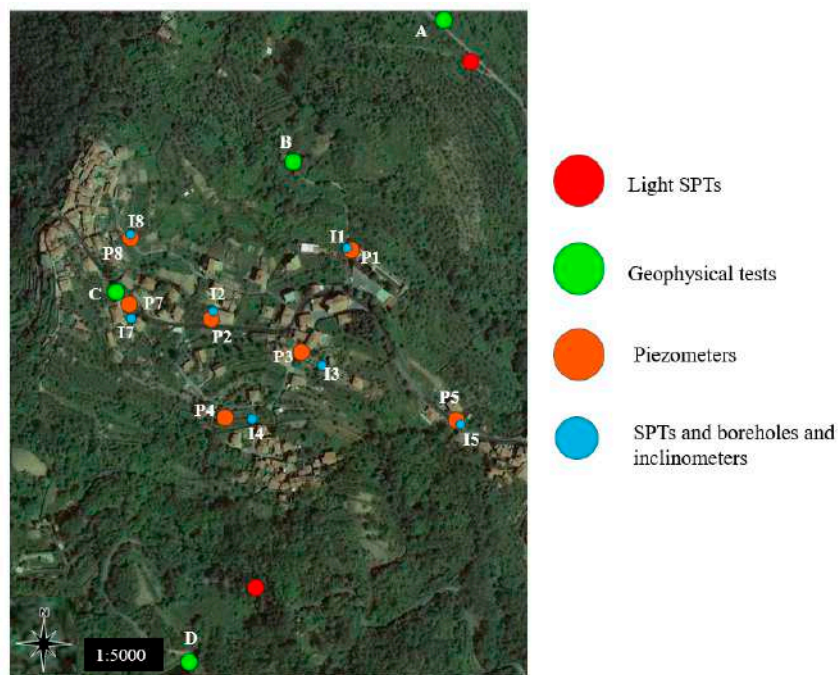 A
B
I8
P8
I1
P1
C
P7
I7
I2
P2
P3
I3
P4
I4
P5
I5
D
N
1:5000
Light SPTs
Geophysical tests
Piezometers
SPTs and boreholes and
inclinometers